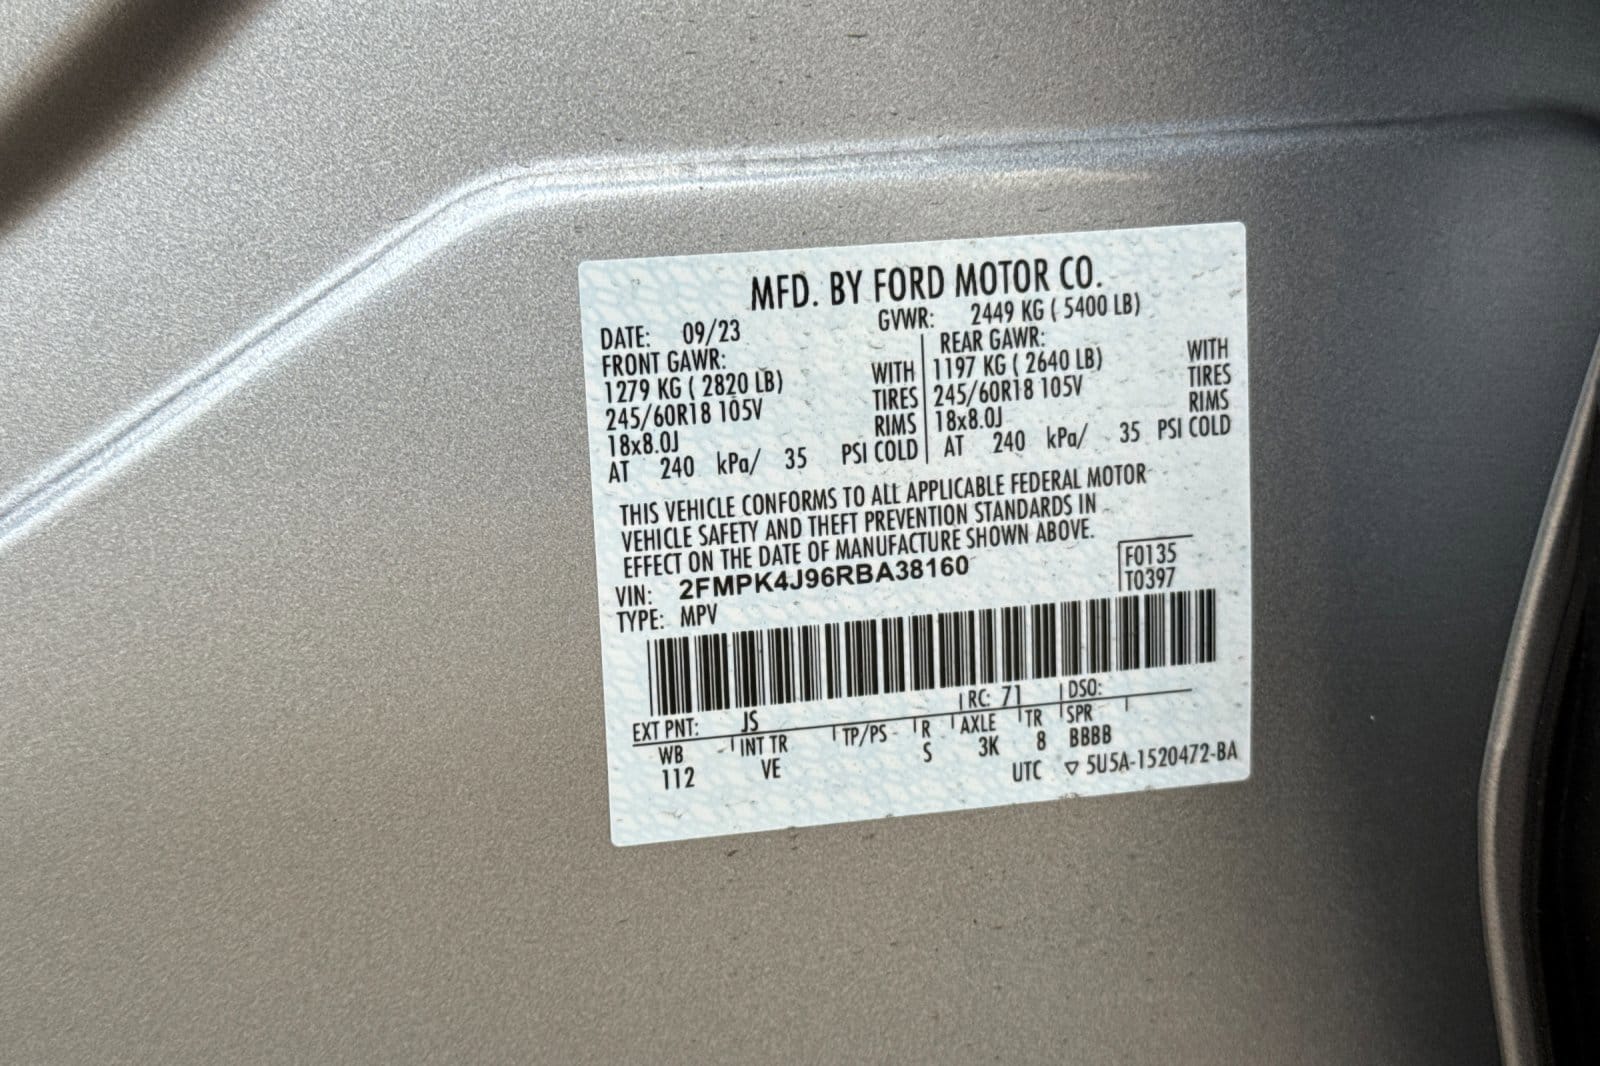 MFD. BY FORD MOTOR CO.
DATE: 09/23 GVWR: 2449 KG ( 5400 LB)
FRONT GAWR: REAR GAWR:
1279 KG ( 2820 LB) WITH 1197 KG ( 2640 LB) WITH
245/60R18 105V TIRES 245/60R18 105V TIRES
18x8.0J RIMS 18x8.0J RIMS
AT 240 kPa/ 35 PSI COLD AT 240 kPa/ 35 PSI COLD
THIS VEHICLE CONFORMS TO ALL APPLICABLE FEDERAL MOTOR
VEHICLE SAFETY AND THEFT PREVENTION STANDARDS IN
EFFECT ON THE DATE OF MANUFACTURE SHOWN ABOVE.
VIN: 2FMPK4J96RBA38160 F0135
TYPE: MPV T0397
EXT PNT: JS RC: 71 DSO:
WB INT TR TP/PS R AXLE TR SPR
112 VE S 3K 8 BBBB
UTC ▽ 5U5A-1520472-BA